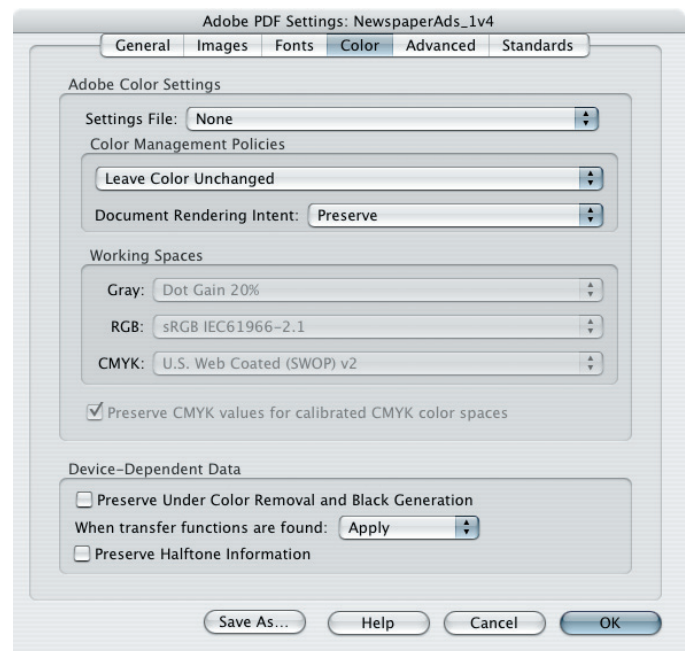 Adobe PDF Settings: NewspaperAds_1v4
General Images Fonts Color Advanced Standards
Adobe Color Settings
Settings File: None
Color Management Policies
Leave Color Unchanged
Document Rendering Intent: Preserve
Working Spaces
Gray: Dot Gain 20%
RGB: sRGB IEC61966-2.1
CMYK: U.S. Web Coated (SWOP) v2
Preserve CMYK values for calibrated CMYK color spaces
Device-Dependent Data
Preserve Under Color Removal and Black Generation
When transfer functions are found: Apply
Preserve Halftone Information
Save As... Help Cancel OK